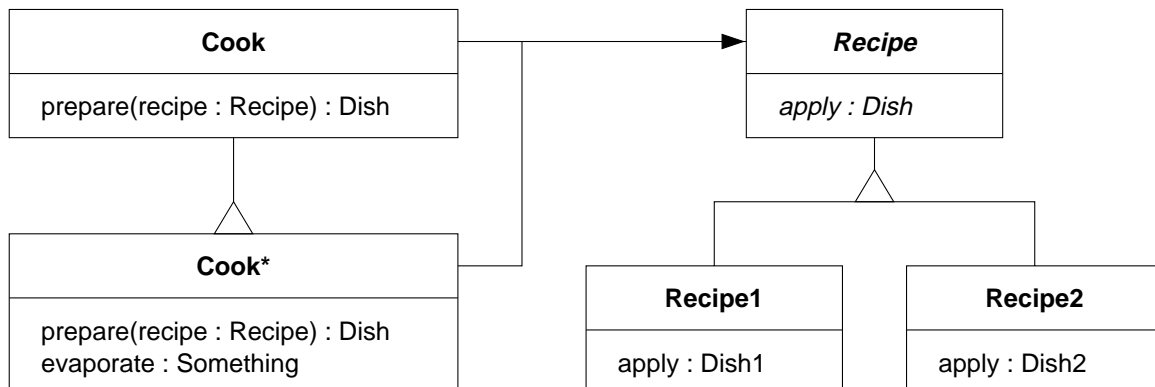 Cook
prepare(recipe : Recipe) : Dish
Recipe
apply : Dish
Cook*
prepare(recipe : Recipe) : Dish
evaporate : Something
Recipe1
apply : Dish1
Recipe2
apply : Dish2